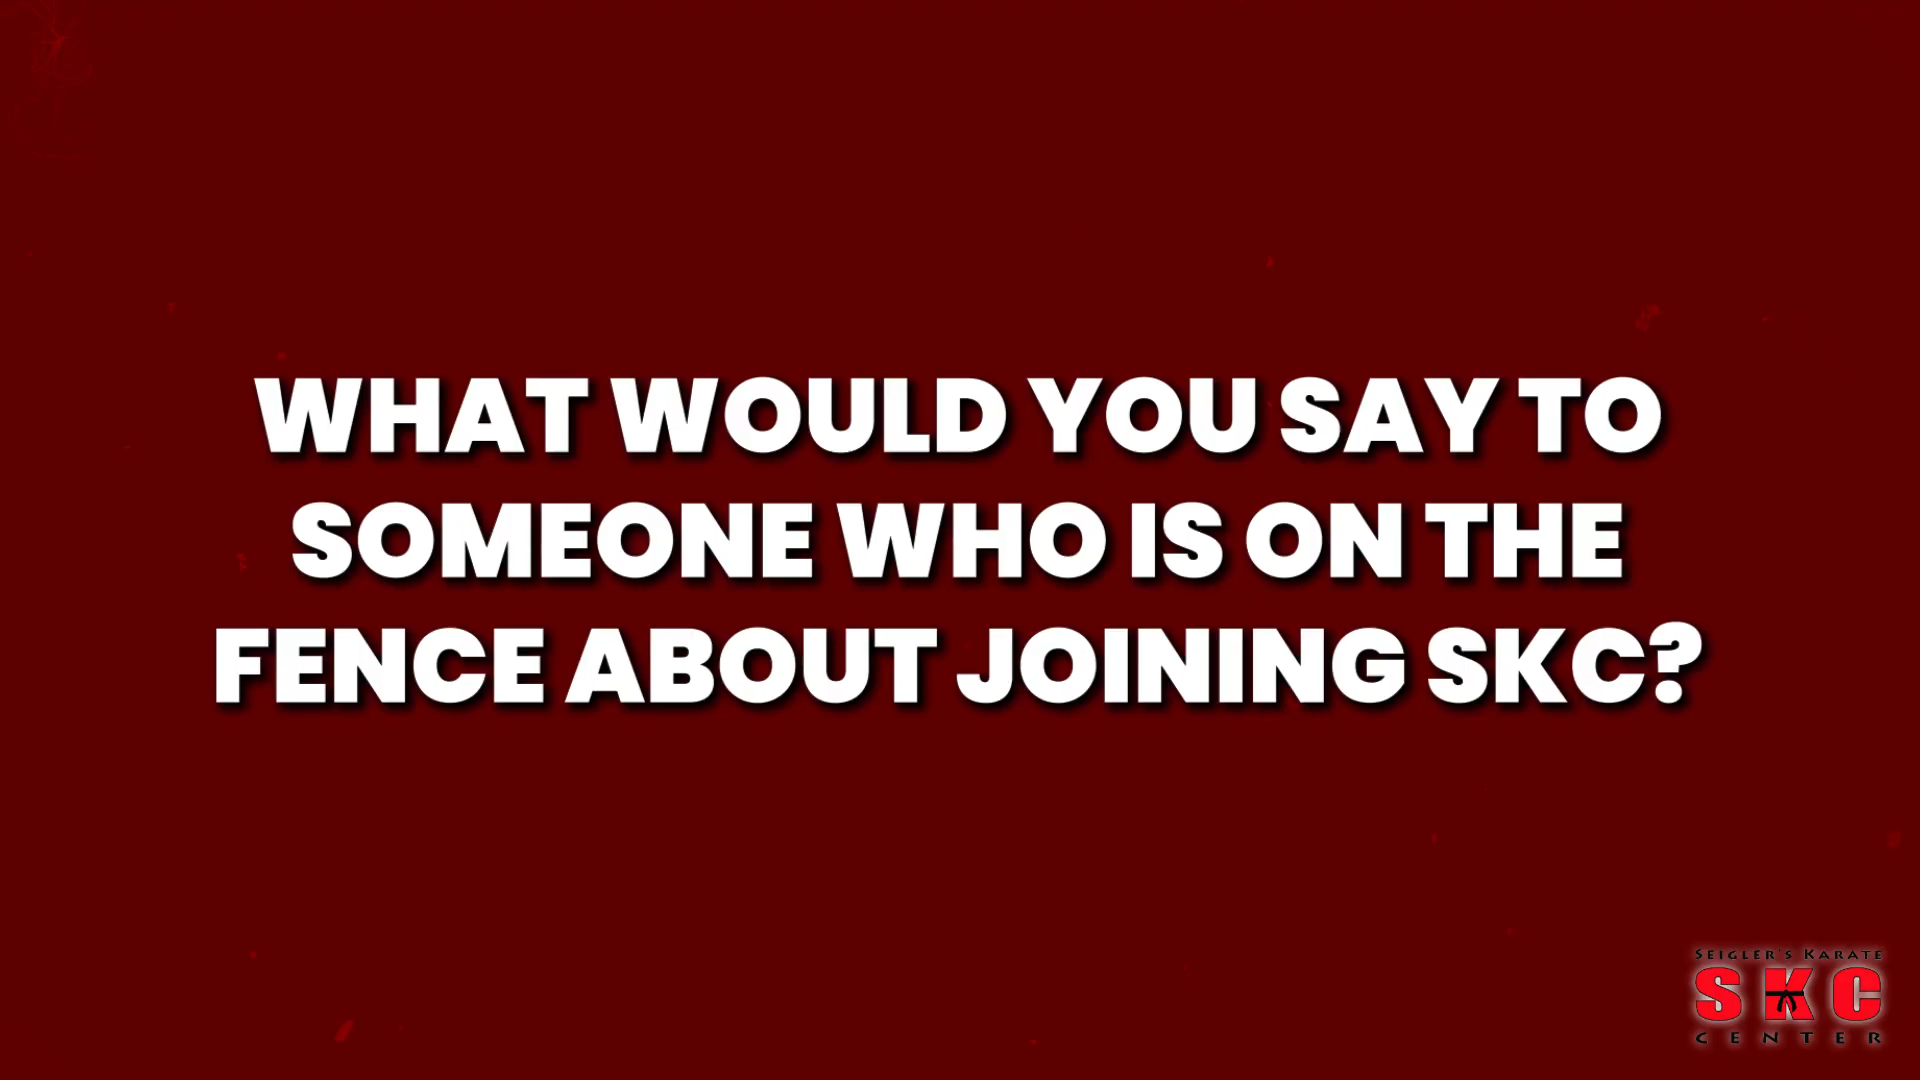 WHAT WOULD YOU SAY TO
SOMEONE WHO IS ON THE
FENCE ABOUT JOINING SKC?
SEIGLER'S KARATE
SKC
CENTER